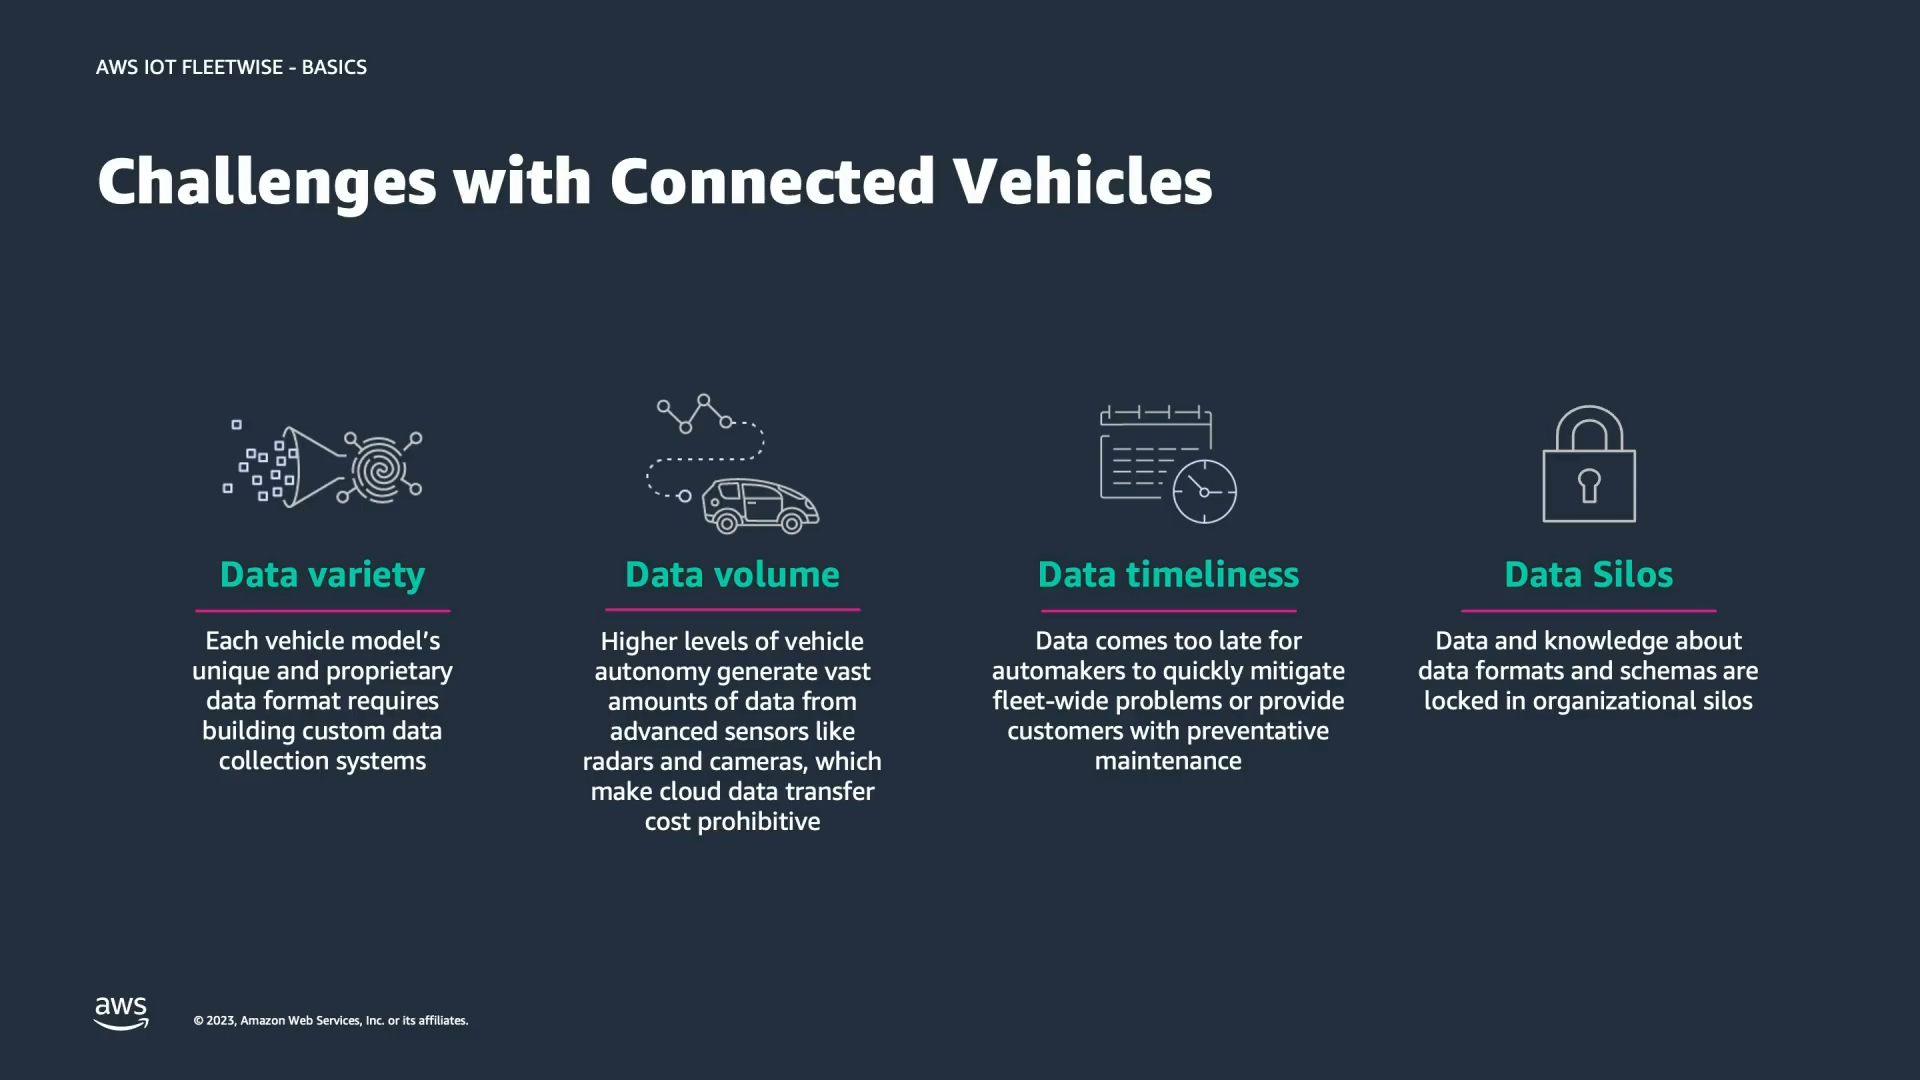 AWS IOT FLEETWISE - BASICS
Challenges with Connected Vehicles
Data variety
Each vehicle model’s
unique and proprietary
data format requires
building custom data
collection systems
Data volume
Higher levels of vehicle
autonomy generate vast
amounts of data from
advanced sensors like
radars and cameras, which
make cloud data transfer
cost prohibitive
Data timeliness
Data comes too late for
automakers to quickly mitigate
fleet-wide problems or provide
customers with preventative
maintenance
Data Silos
Data and knowledge about
data formats and schemas are
locked in organizational silos
aws
© 2023, Amazon Web Services, Inc. or its affiliates.